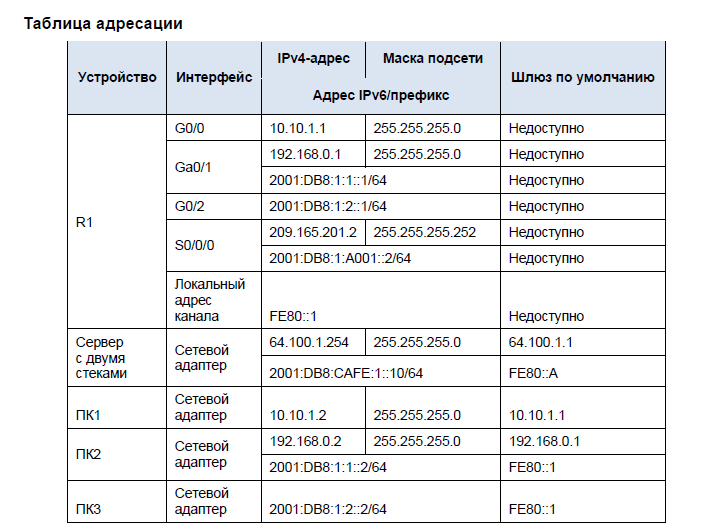 Таблица адресации
Устройство
Интерфейс
IPv4-адрес
Маска подсети
Шлюз по умолчанию
Адрес IPv6/префикс
R1
G0/0
10.10.1.1
255.255.255.0
Недоступно
Ga0/1
192.168.0.1
255.255.255.0
Недоступно
2001:DB8:1:1::1/64
Недоступно
G0/2
2001:DB8:1:2::1/64
Недоступно
S0/0/0
209.165.201.2
255.255.255.252
Недоступно
2001:DB8:1:A001::2/64
Недоступно
Локальный
адрес
канала
FE80::1
Недоступно
Сервер
с двумя
стеками
Сетевой
адаптер
64.100.1.254
255.255.255.0
64.100.1.1
2001:DB8:CAFE:1::10/64
FE80::A
ПК1
Сетевой
адаптер
10.10.1.2
255.255.255.0
10.10.1.1
ПК2
Сетевой
адаптер
192.168.0.2
255.255.255.0
192.168.0.1
2001:DB8:1:1::2/64
FE80::1
ПК3
Сетевой
адаптер
2001:DB8:1:2::2/64
FE80::1